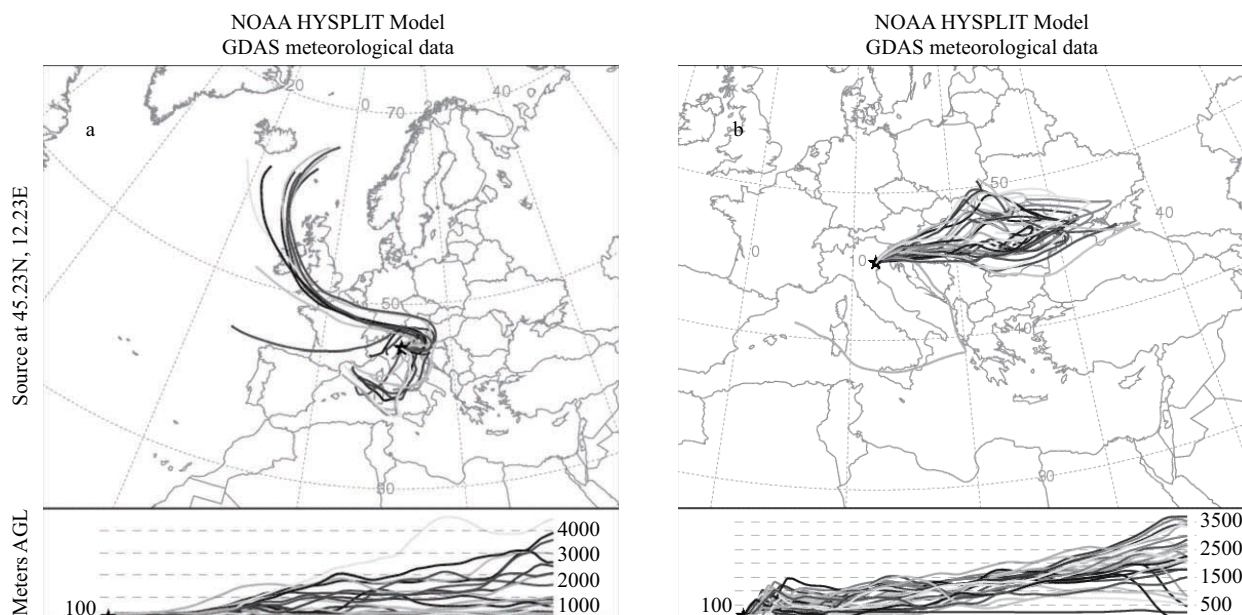 NOAA HYSPLIT Model
GDAS meteorological data
NOAA HYSPLIT Model
GDAS meteorological data
Source at 45.23N, 12.23E
a
20
0
40
70
50
30
b
50
40
0
10
40
30
Meters AGL
100
4000
3000
2000
1000
100
3500
2500
1500
500